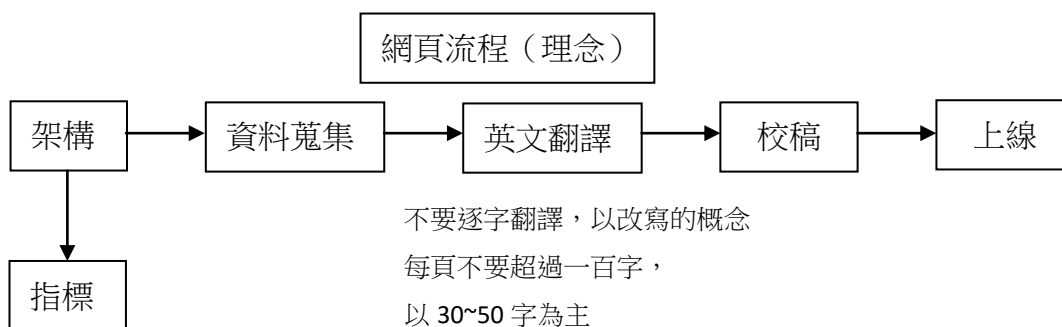 網頁流程（理念）
架構
資料蒐集
英文翻譯
校稿
上線
不要逐字翻譯，以改寫的概念
每頁不要超過一百字，
指標
以 30~50 字為主